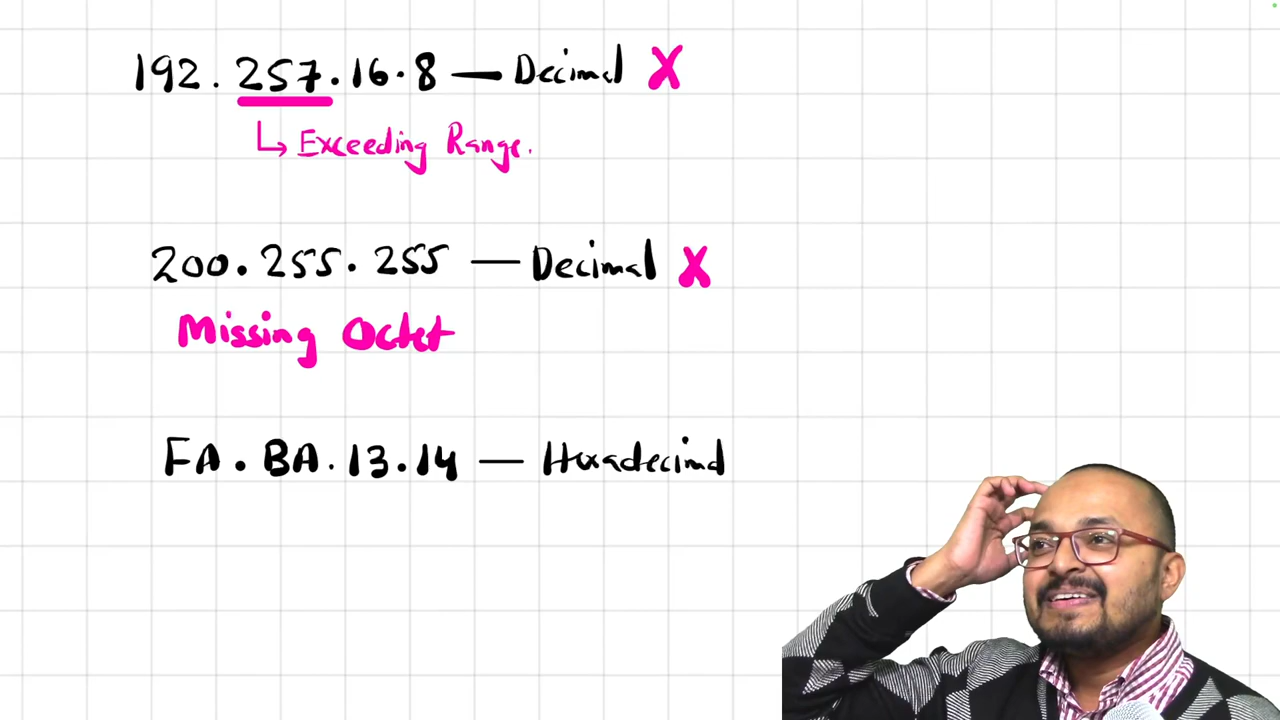 192.257.16.8 — Decimal X
↳ Exceeding Range.
200.255.255 — Decimal X
Missing Octet
FA.BA.13.14 — Hexadecimal